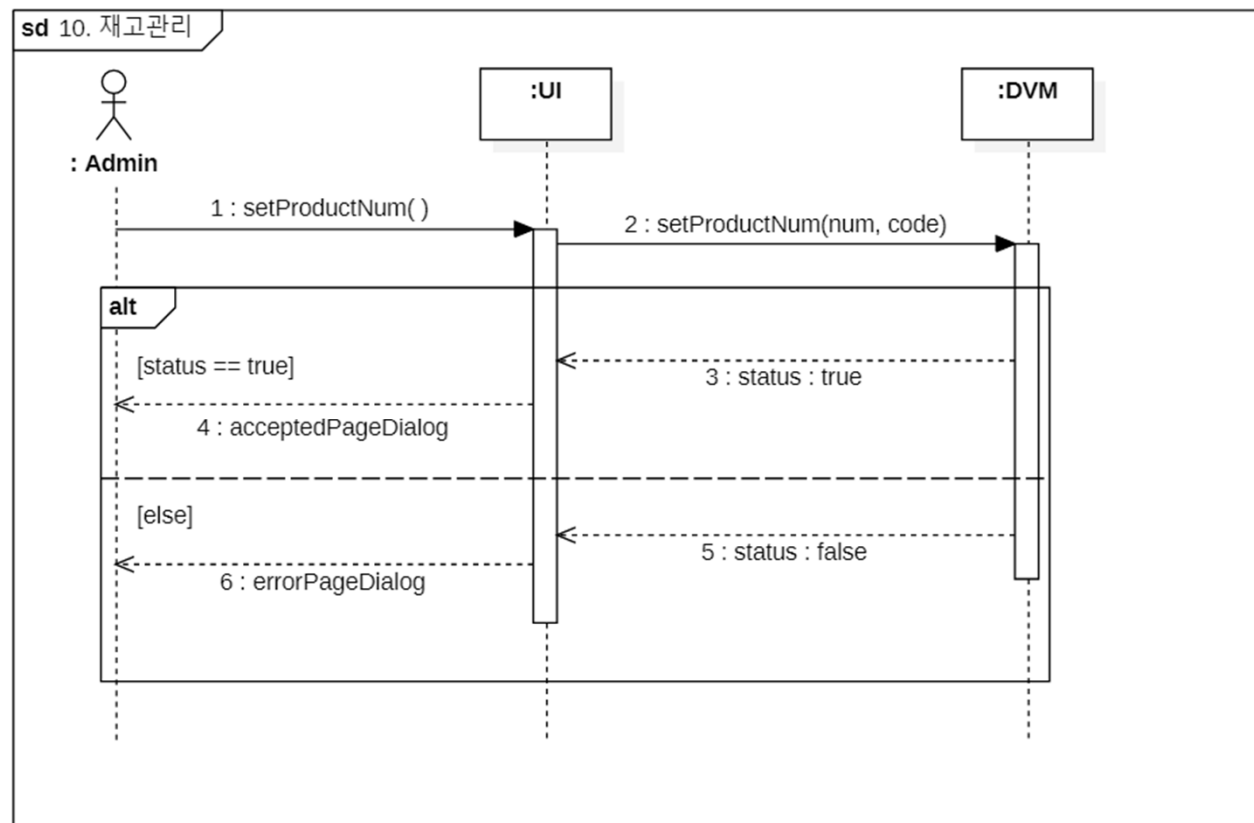 sd 10. 재고관리
: Admin
:UI
:DVM
1 : setProductNum( )
2 : setProductNum(num, code)
alt
[status == true]
3 : status : true
4 : acceptedPageDialog
[else]
5 : status : false
6 : errorPageDialog